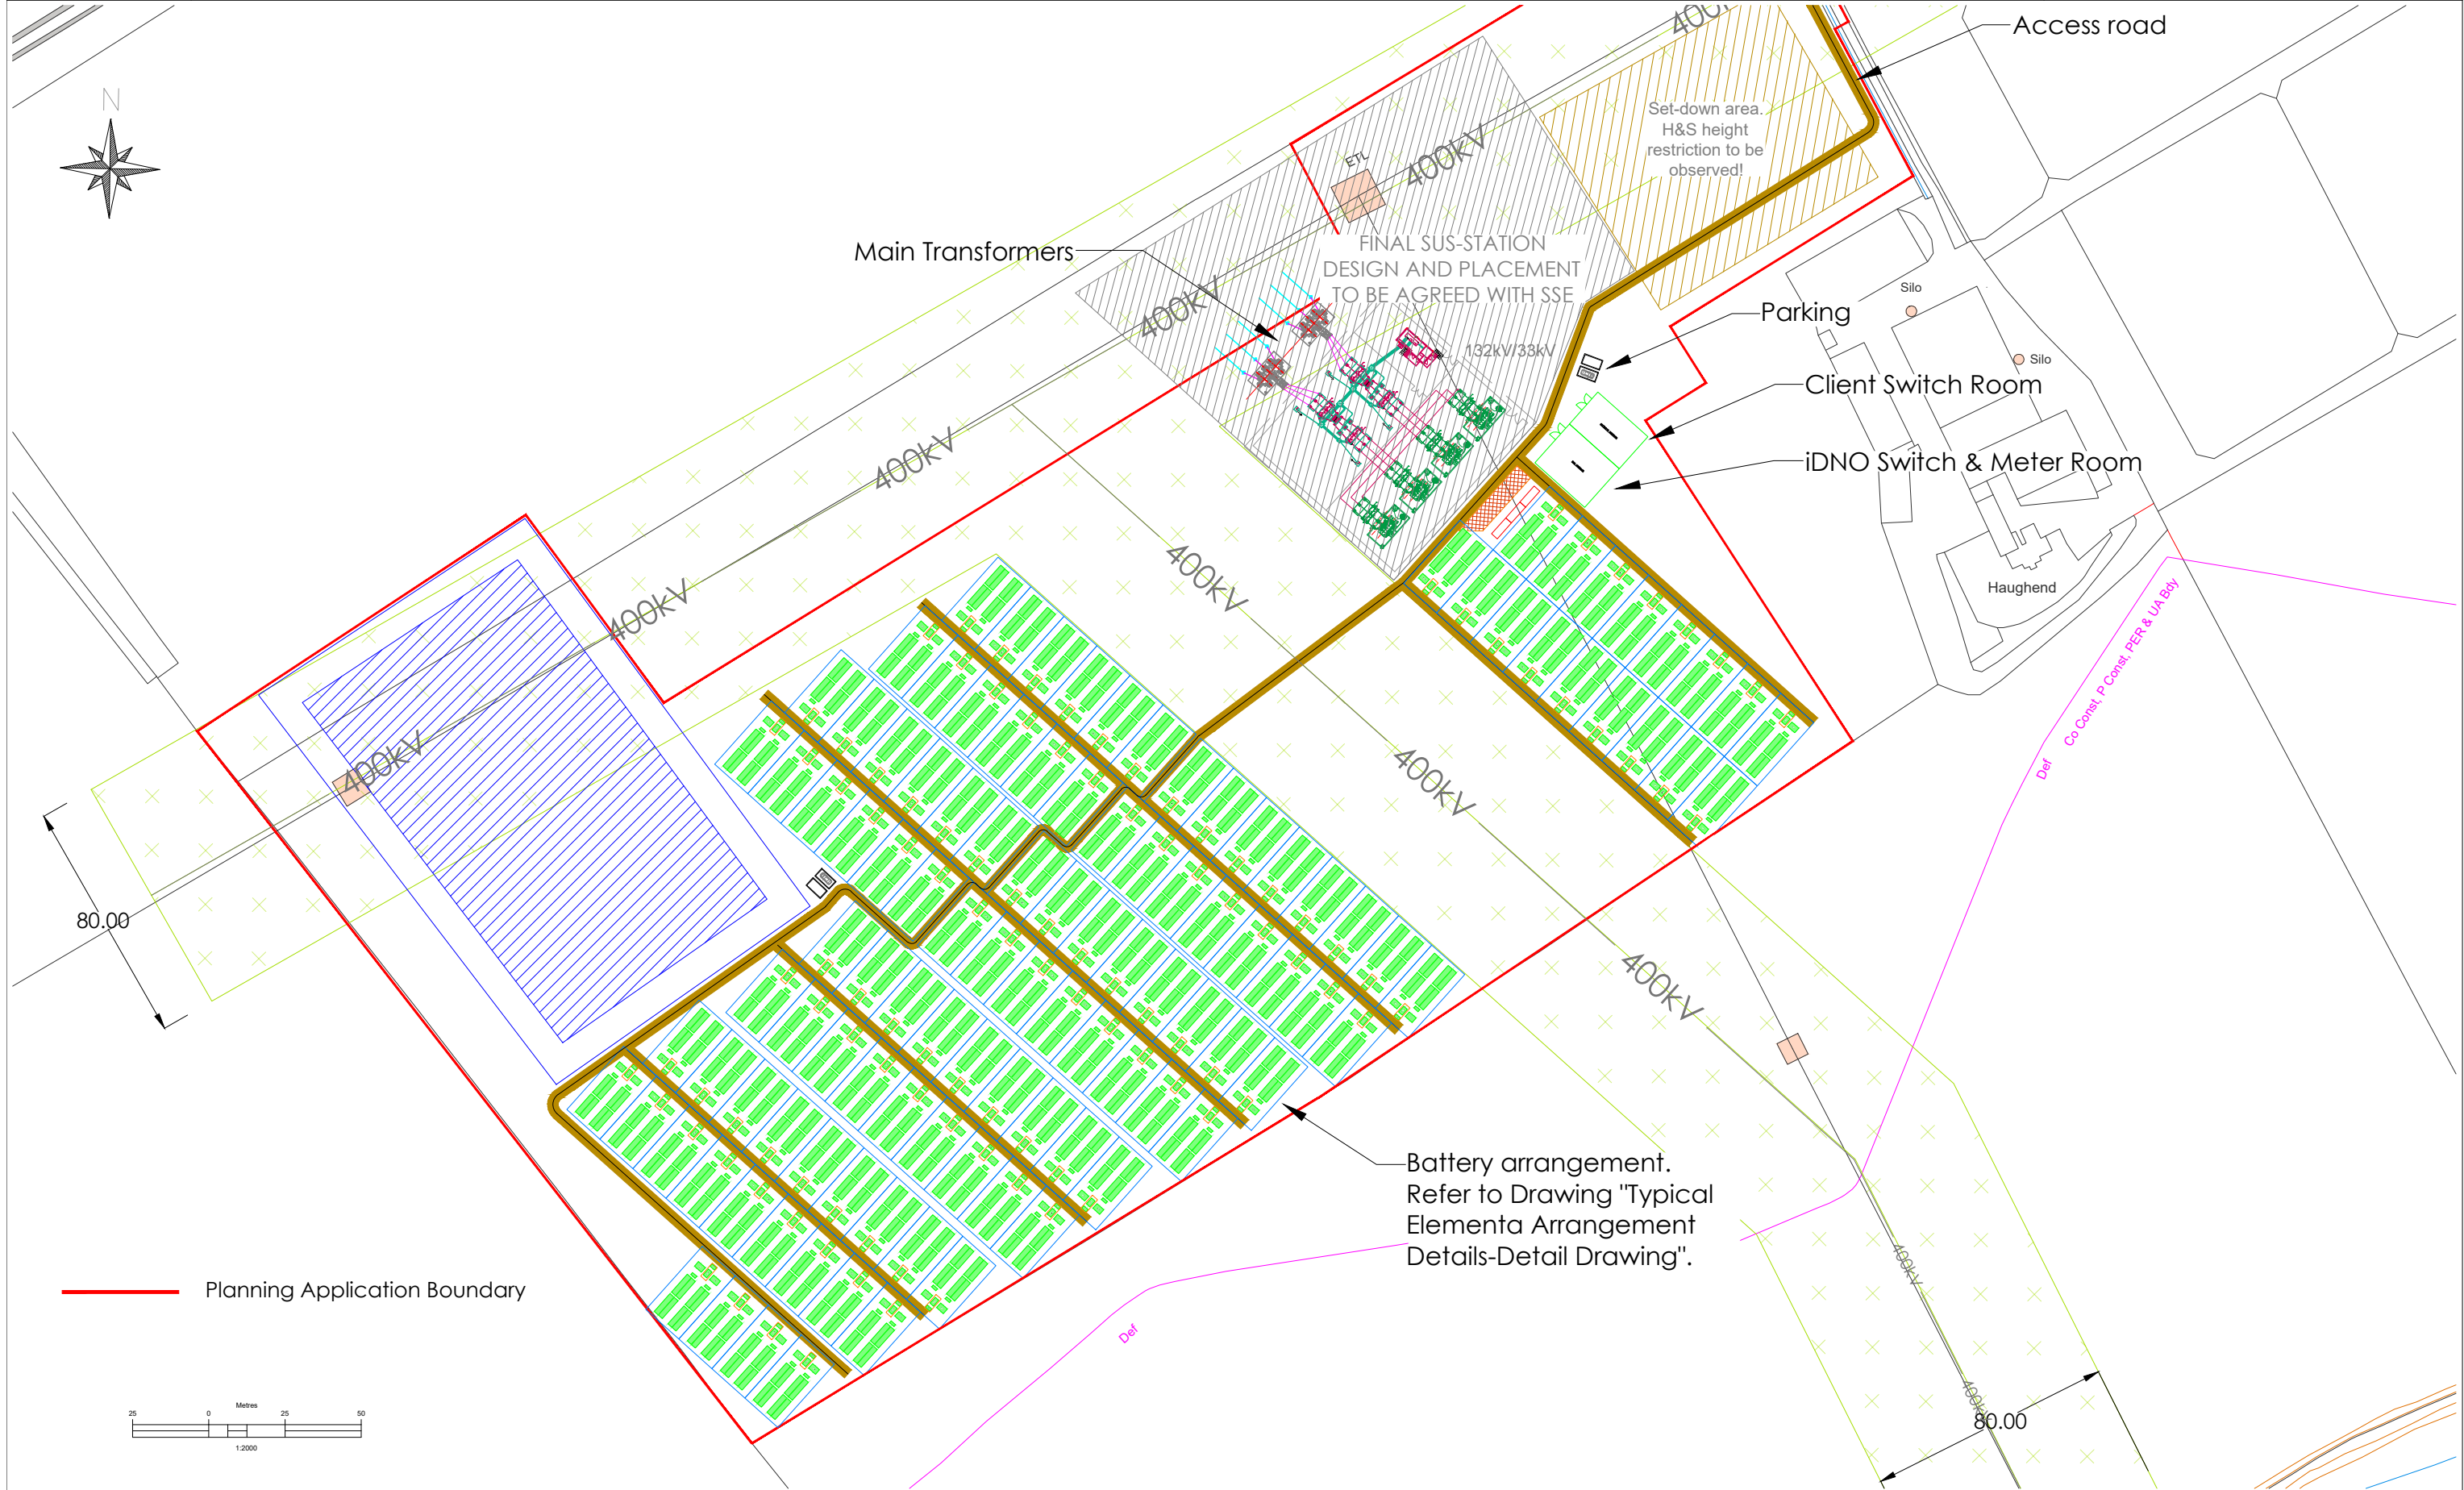 400kV
Access road
N
Set-down area.
H&S height
restriction to be
observed!
ETL
400kV
Main Transformers
FINAL SUS-STATION
DESIGN AND PLACEMENT
TO BE AGREED WITH SSE
400kV
Silo
Parking
132kV/33kV
Silo
Client Switch Room
400kV
iDNO Switch & Meter Room
400kV
400kV
Haughend
Co Const, P Const, PER & UA Bdy
Def
400kV
400kV
80.00
400kV
Battery arrangement.
Refer to Drawing "Typical
Elementa Arrangement
Details-Detail Drawing".
400kV
Planning Application Boundary
Def
400kV
80.00
Metres
25 0 25 50
1:2000